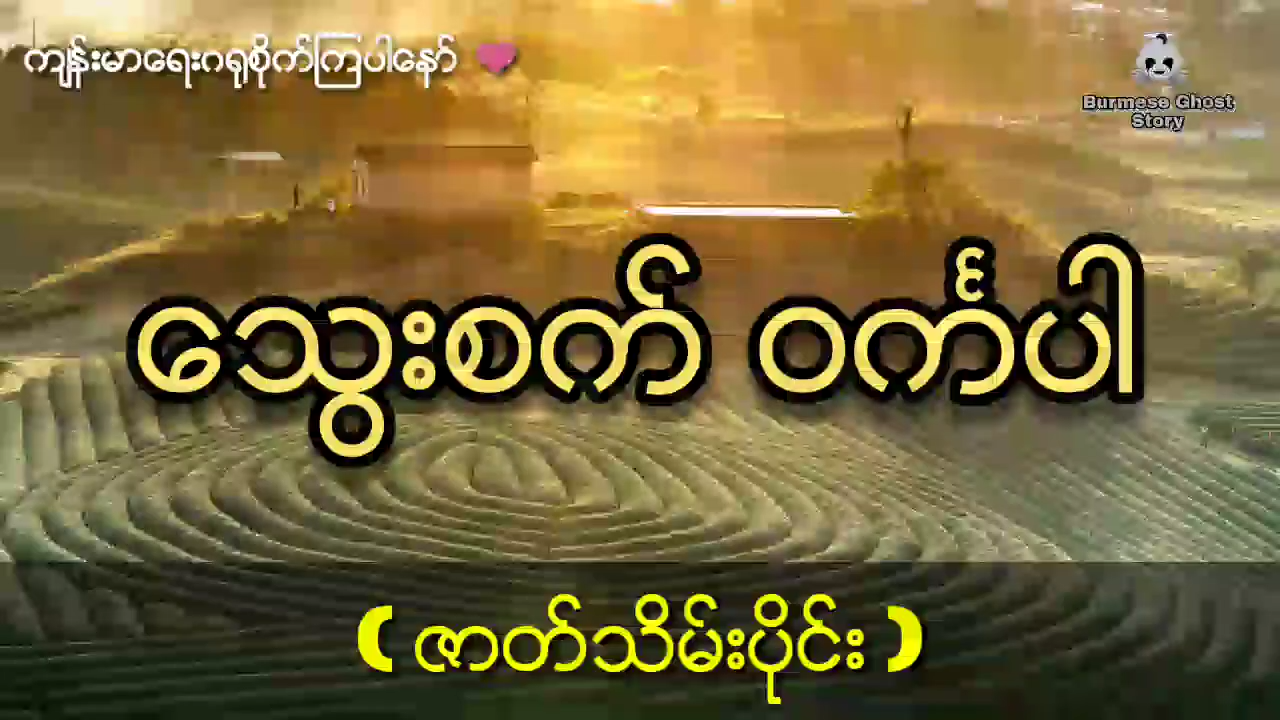 ကျန်းမာရေးဂရုစိုက်ကြပါနော် 💗
Burmese Ghost
Story
သွေးစက် ဝင်္ကပါ
( ဇာတ်သိမ်းပိုင်း )